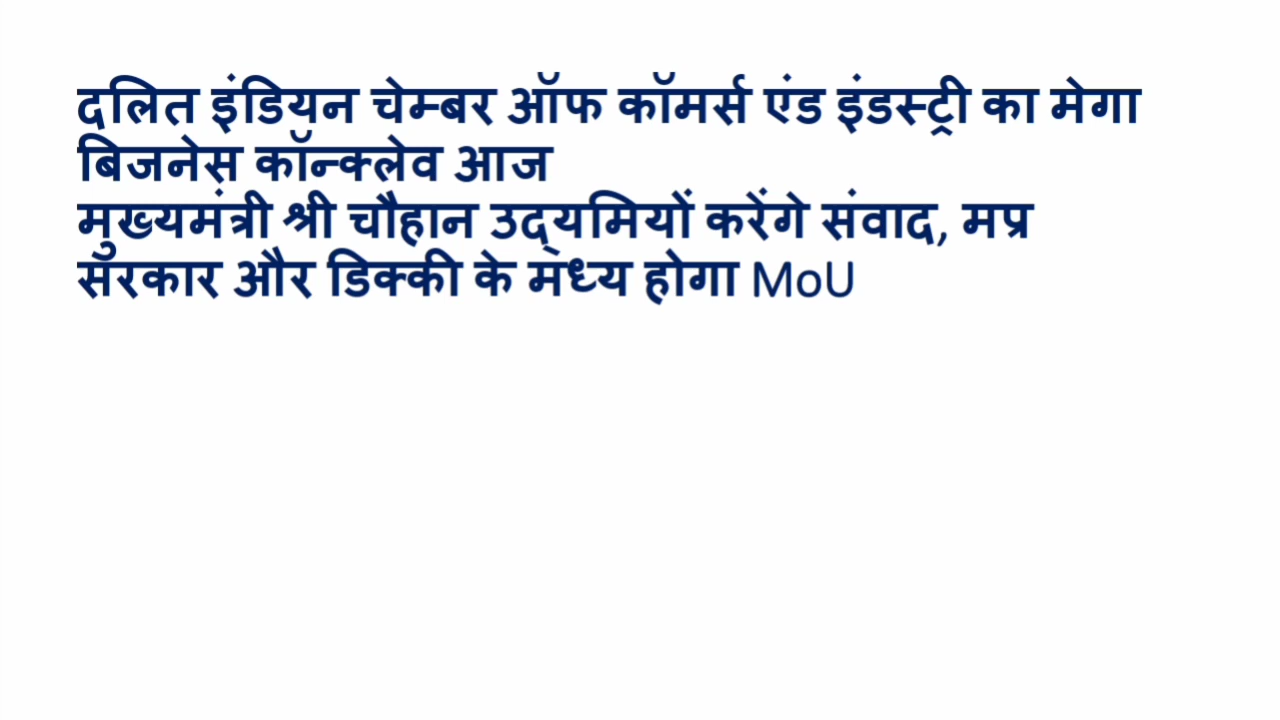 दलित इंडियन चेम्बर ऑफ कॉमर्स एंड इंडस्ट्री का मेगा
बिजनेस कॉन्क्लेव आज
मुख्यमंत्री श्री चौहान उद्यमियों करेंगे संवाद, मप्र
सरकार और डिक्की के मध्य होगा MoU